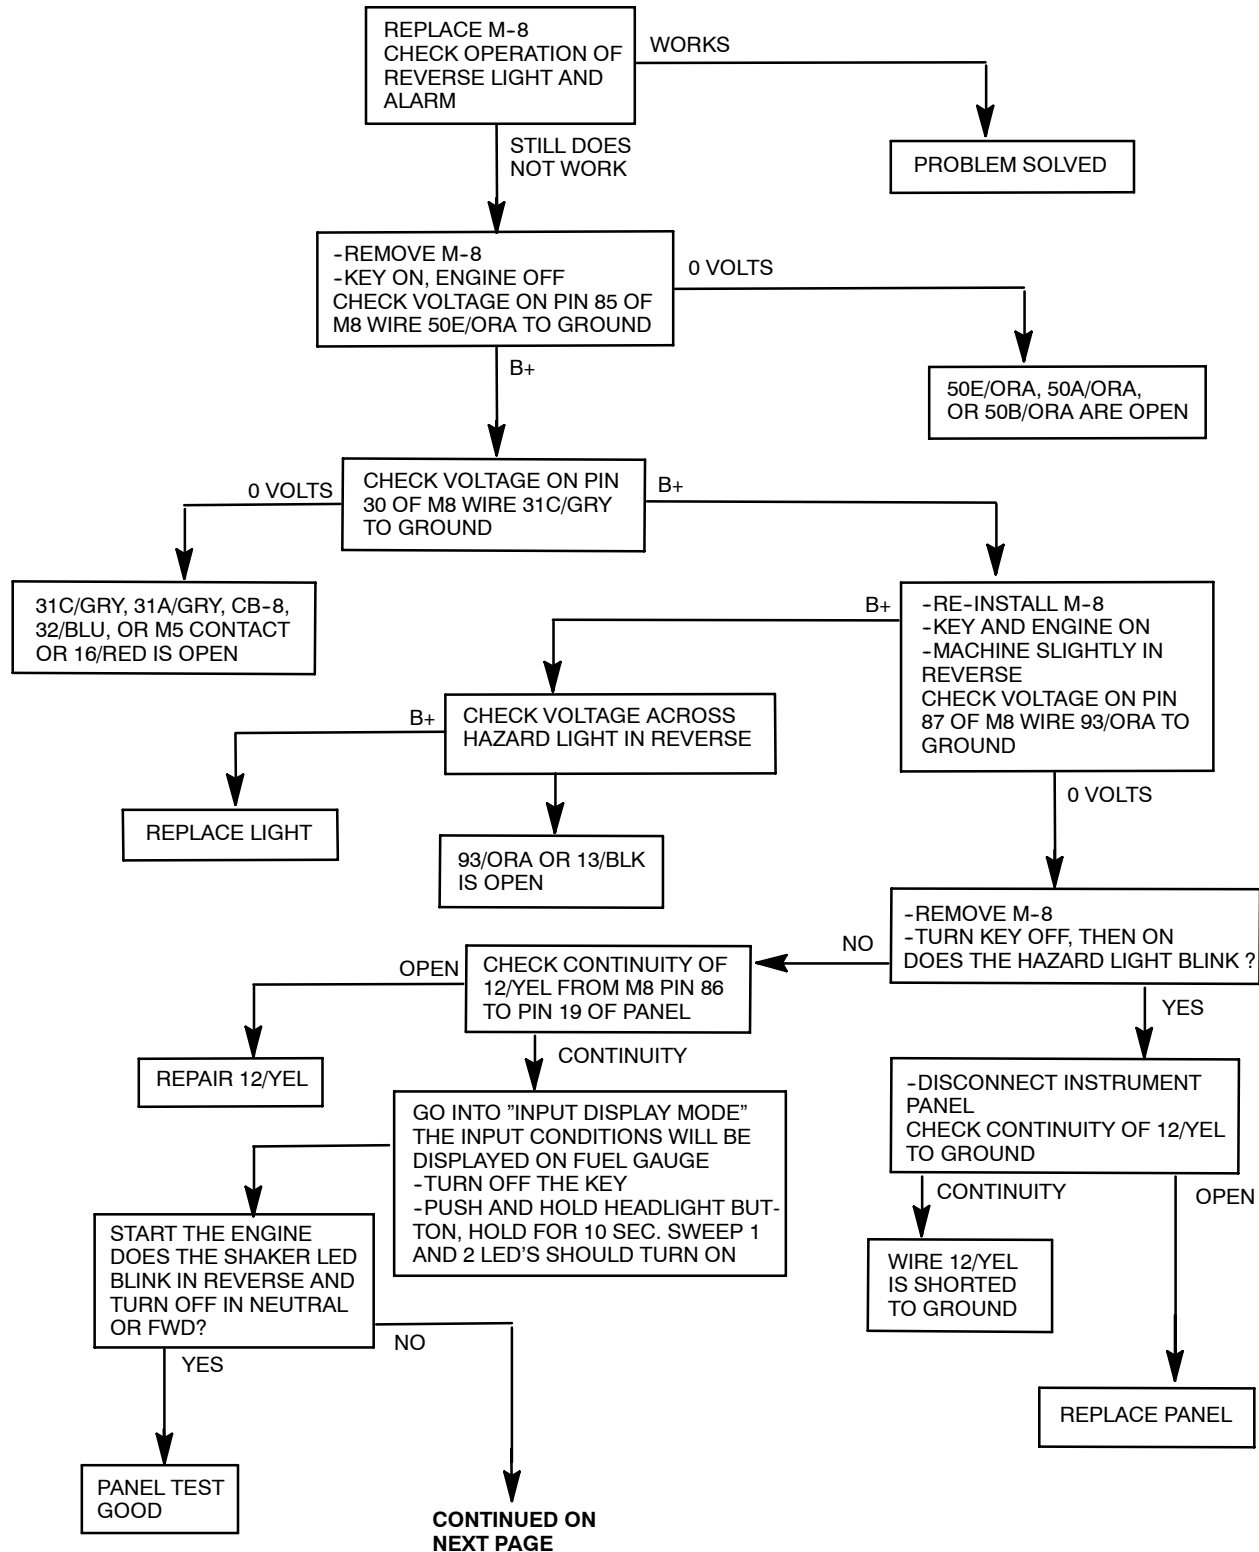 REPLACE M-8
CHECK OPERATION OF
REVERSE LIGHT AND
ALARM
WORKS
PROBLEM SOLVED
STILL DOES
NOT WORK
-REMOVE M-8
-KEY ON, ENGINE OFF
CHECK VOLTAGE ON PIN 85 OF
M8 WIRE 50E/ORA TO GROUND
0 VOLTS
50E/ORA, 50A/ORA,
OR 50B/ORA ARE OPEN
B+
CHECK VOLTAGE ON PIN
30 OF M8 WIRE 31C/GRY
TO GROUND
0 VOLTS
B+
31C/GRY, 31A/GRY, CB-8,
32/BLU, OR M5 CONTACT
OR 16/RED IS OPEN
-RE-INSTALL M-8
-KEY AND ENGINE ON
-MACHINE SLIGHTLY IN
REVERSE
CHECK VOLTAGE ON PIN
87 OF M8 WIRE 93/ORA TO
GROUND
B+
CHECK VOLTAGE ACROSS
HAZARD LIGHT IN REVERSE
B+
REPLACE LIGHT
93/ORA OR 13/BLK
IS OPEN
0 VOLTS
-REMOVE M-8
-TURN KEY OFF, THEN ON
DOES THE HAZARD LIGHT BLINK ?
NO
CHECK CONTINUITY OF
12/YEL FROM M8 PIN 86
TO PIN 19 OF PANEL
OPEN
REPAIR 12/YEL
CONTINUITY
YES
-DISCONNECT INSTRUMENT
PANEL
CHECK CONTINUITY OF 12/YEL
TO GROUND
CONTINUITY
OPEN
WIRE 12/YEL
IS SHORTED
TO GROUND
REPLACE PANEL
GO INTO ”INPUT DISPLAY MODE”
THE INPUT CONDITIONS WILL BE
DISPLAYED ON FUEL GAUGE
-TURN OFF THE KEY
-PUSH AND HOLD HEADLIGHT BUT-
TON, HOLD FOR 10 SEC. SWEEP 1
AND 2 LED'S SHOULD TURN ON
START THE ENGINE
DOES THE SHAKER LED
BLINK IN REVERSE AND
TURN OFF IN NEUTRAL
OR FWD?
YES
NO
PANEL TEST
GOOD
CONTINUED ON
NEXT PAGE